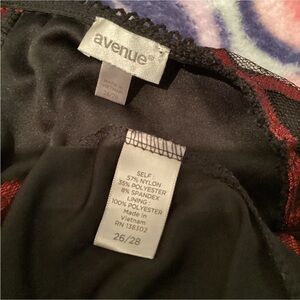 avenue
SELF:
57% NYLON
35% POLYESTER
8% SPANDEX
LINING:
100% POLYESTER
Made in
Vietnam
RN 138302
26/28